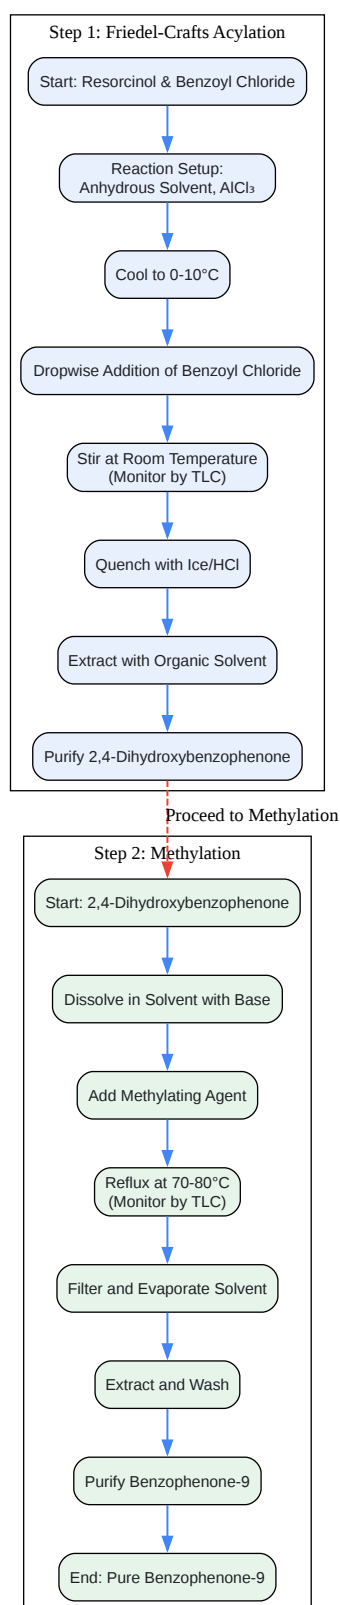 Step 1: Friedel-Crafts Acylation
Start: Resorcinol & Benzoyl Chloride
Reaction Setup:
Anhydrous Solvent, AlCl₃
Cool to 0-10°C
Dropwise Addition of Benzoyl Chloride
Stir at Room Temperature
(Monitor by TLC)
Quench with Ice/HCl
Extract with Organic Solvent
Purify 2,4-Dihydroxybenzophenone
Proceed to Methylation
Step 2: Methylation
Start: 2,4-Dihydroxybenzophenone
Dissolve in Solvent with Base
Add Methylating Agent
Reflux at 70-80°C
(Monitor by TLC)
Filter and Evaporate Solvent
Extract and Wash
Purify Benzophenone-9
End: Pure Benzophenone-9